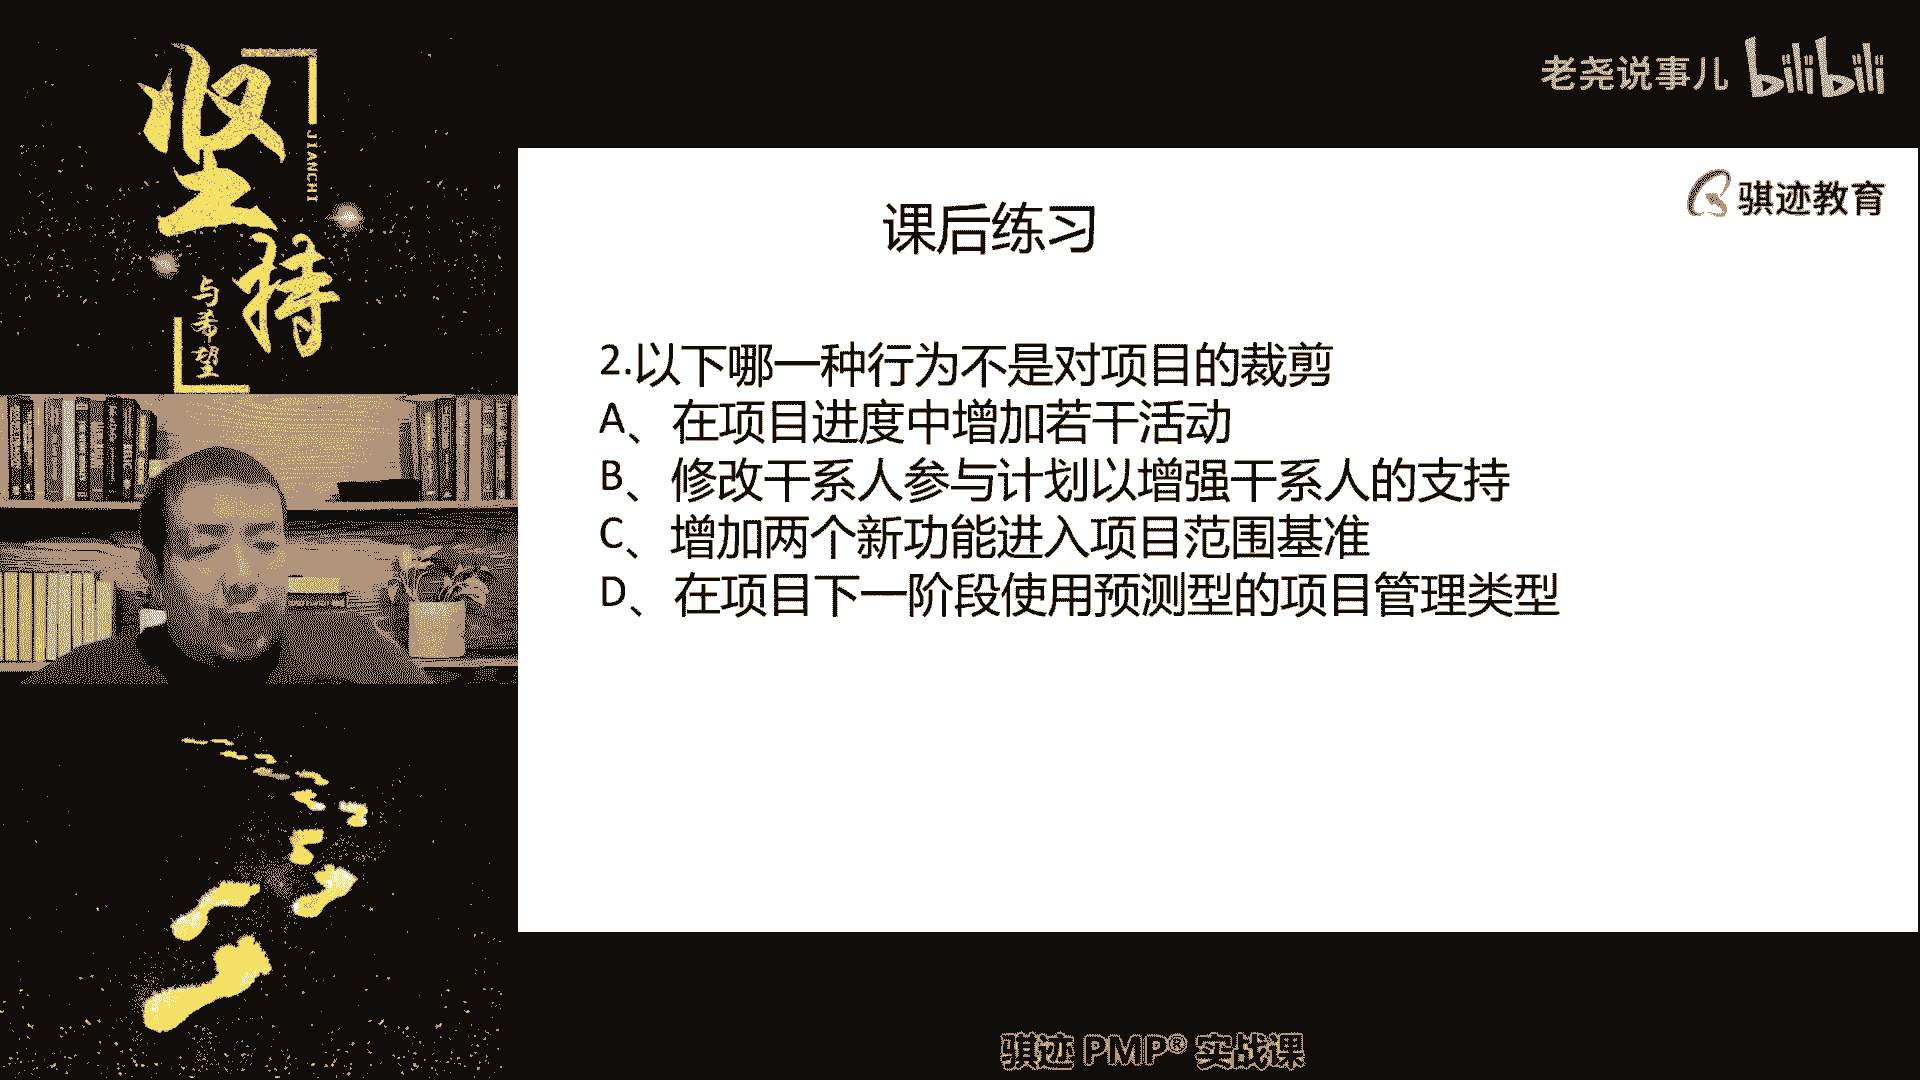 坚持
JIANCHI
与希望
老尧说事儿 bilibili
骐迹教育
课后练习
2.以下哪一种行为不是对项目的裁剪
A、在项目进度中增加若干活动
B、修改干系人参与计划以增强干系人的支持
C、增加两个新功能进入项目范围基准
D、在项目下一阶段使用预测型的项目管理类型
骐迹 PMP® 实战课